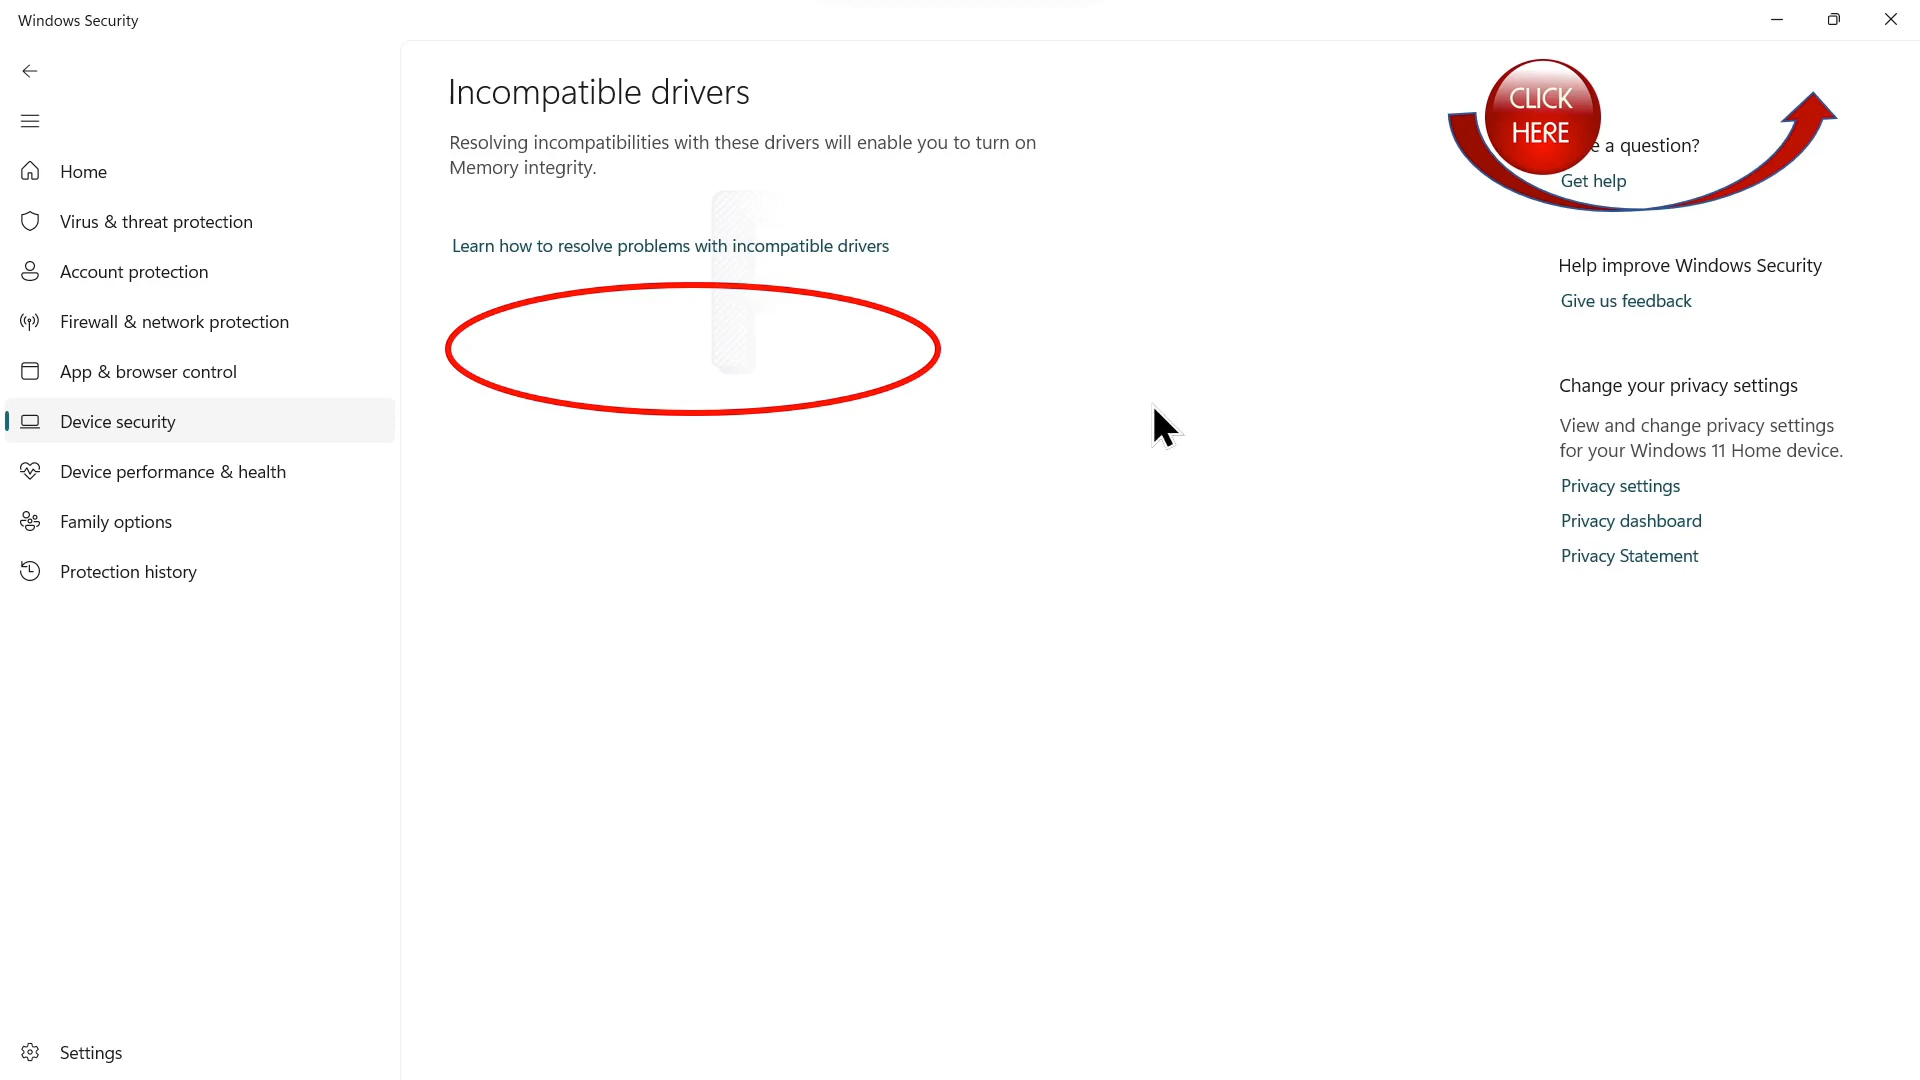 Windows Security
Home
Virus & threat protection
Account protection
Firewall & network protection
App & browser control
Device security
Device performance & health
Family options
Protection history
Settings
Incompatible drivers
Resolving incompatibilities with these drivers will enable you to turn on
Memory integrity.
Learn how to resolve problems with incompatible drivers
CLICK
HERE
a question?
Get help
Help improve Windows Security
Give us feedback
Change your privacy settings
View and change privacy settings
for your Windows 11 Home device.
Privacy settings
Privacy dashboard
Privacy Statement